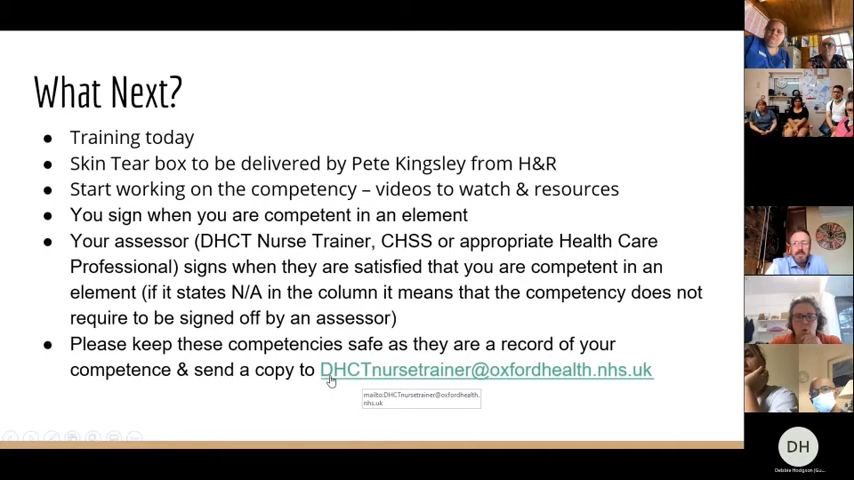 What Next?
● Training today
● Skin Tear box to be delivered by Pete Kingsley from H&R
● Start working on the competency – videos to watch & resources
● You sign when you are competent in an element
● Your assessor (DHCT Nurse Trainer, CHSS or appropriate Health Care
Professional) signs when they are satisfied that you are competent in an
element (if it states N/A in the column it means that the competency does not
require to be signed off by an assessor)
● Please keep these competencies safe as they are a record of your
competence & send a copy to DHCTnursetrainer@oxfordhealth.nhs.uk
mailto:DHCTnursetrainer@oxfordhealth.
nhs.uk
DH
Debbie Hodgson (Gu...